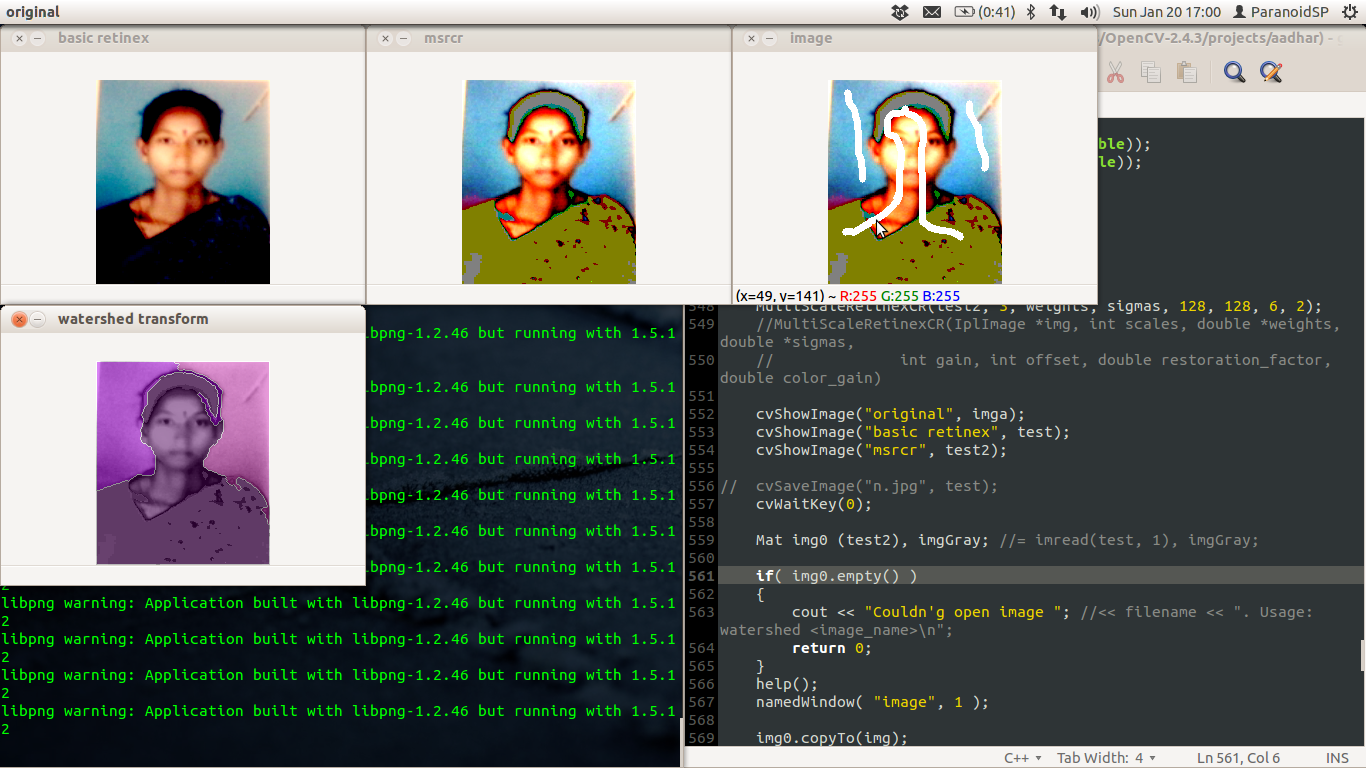 original
(0:41)
Sun Jan 20 17:00
ParanoidSP
basic retinex
msrcr
image
/OpenCV-2.4.3/projects/aadhar) -
(x=49, y=141) ~ R:255 G:255 B:255
watershed transform
ble));
le));
548 MultiScaleRetinexCR(test2, 3, weights, sigmas, 128, 128, 6, 2);
549 //MultiScaleRetinexCR(IplImage *img, int scales, double *weights,
double *sigmas,
550 // int gain, int offset, double restoration_factor,
double color_gain)
551
552 cvShowImage("original", imga);
553 cvShowImage("basic retinex", test);
554 cvShowImage("msrcr", test2);
555
556 // cvSaveImage("n.jpg", test);
557 cvWaitKey(0);
558
559 Mat img0 (test2), imgGray; //= imread(test, 1), imgGray;
560
561 if( img0.empty() )
562 {
563 cout << "Couldn'g open image "; //<< filename << ". Usage:
watershed <image_name>\n";
564 return 0;
565 }
566 help();
567 namedWindow( "image", 1 );
568
569 img0.copyTo(img);
C++
Tab Width: 4
Ln 561, Col 6
INS
ibpng-1.2.46 but running with 1.5.1
ibpng-1.2.46 but running with 1.5.1
ibpng-1.2.46 but running with 1.5.1
ibpng-1.2.46 but running with 1.5.1
ibpng-1.2.46 but running with 1.5.1
ibpng-1.2.46 but running with 1.5.1
ibpng-1.2.46 but running with 1.5.1
2
libpng warning: Application built with libpng-1.2.46 but running with 1.5.1
2
libpng warning: Application built with libpng-1.2.46 but running with 1.5.1
2
libpng warning: Application built with libpng-1.2.46 but running with 1.5.1
2
libpng warning: Application built with libpng-1.2.46 but running with 1.5.1
2